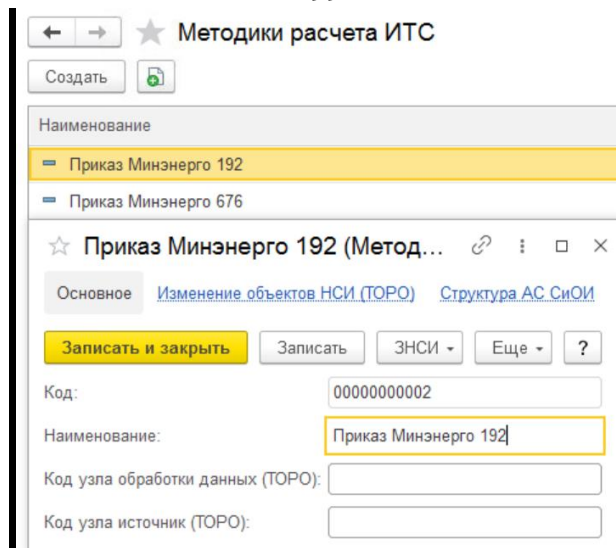 Методики расчета ИТС
Создать
Наименование
Приказ Минэнерго 192
Приказ Минэнерго 676
Приказ Минэнерго 192 (Метод...
Основное Изменение объектов НСИ (ТОРО) Структура АС СиОИ
Записать и закрыть Записать ЗНСИ Еще ?
Код: 00000000002
Наименование: Приказ Минэнерго 192
Код узла обработки данных (ТОРО):
Код узла источник (ТОРО):